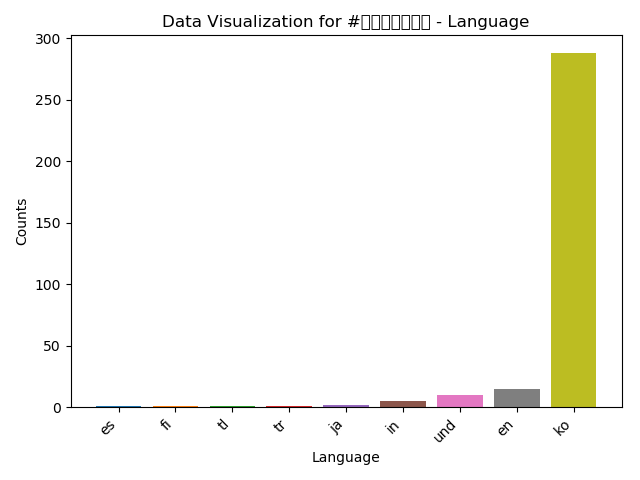 Data Visualization for #□□□□□□□ - Language
300
250
200
150
100
50
0
Counts
es
fi
tl
tr
ja
in
und
en
ko
Language